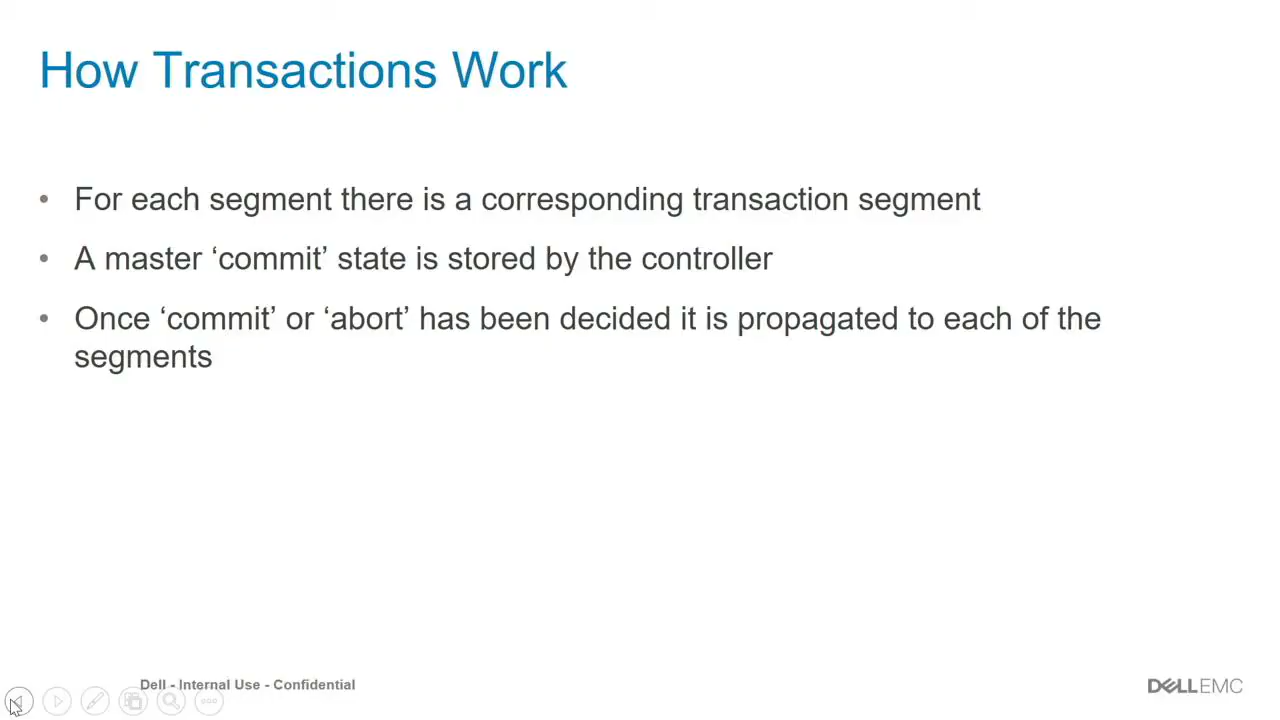 How Transactions Work
• For each segment there is a corresponding transaction segment
• A master ‘commit’ state is stored by the controller
• Once ‘commit’ or ‘abort’ has been decided it is propagated to each of the
segments
Dell - Internal Use - Confidential
DELLEMC